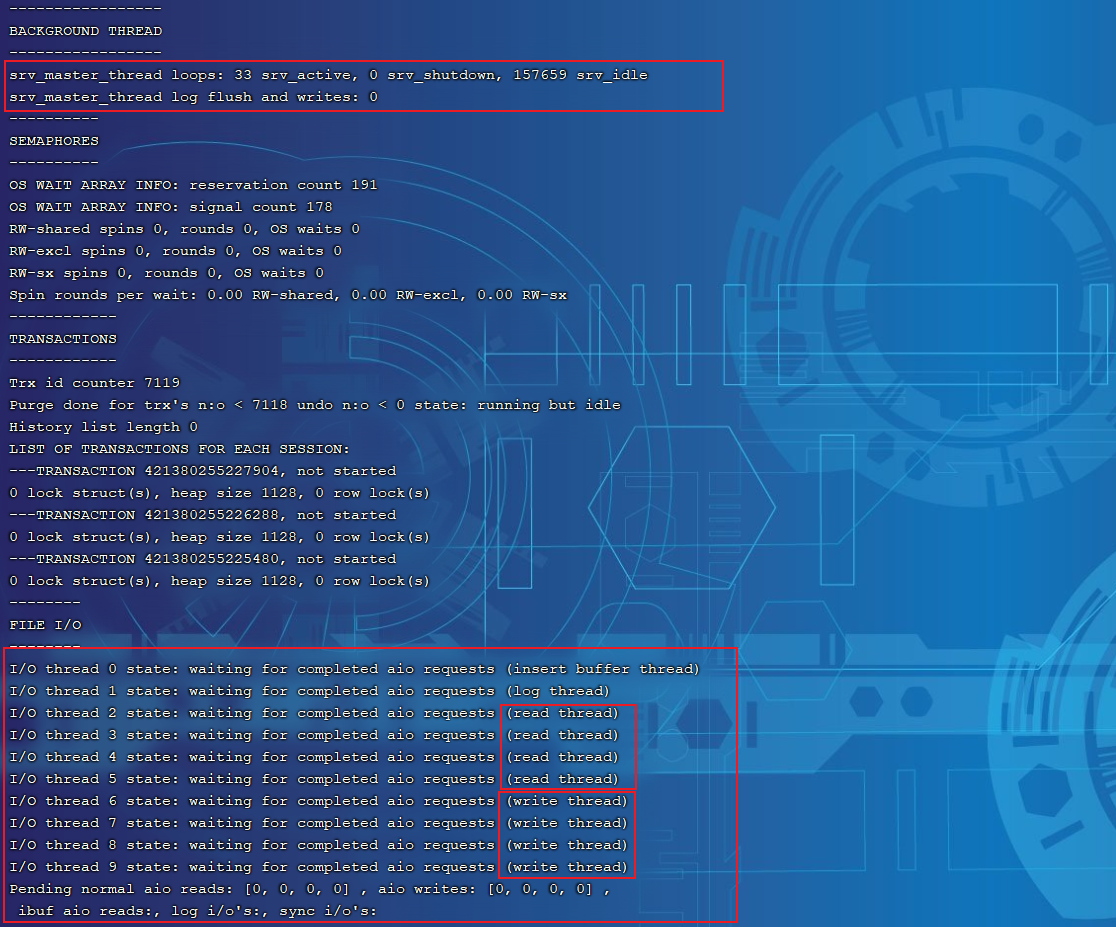 -----------------
BACKGROUND THREAD
-----------------
srv_master_thread loops: 33 srv_active, 0 srv_shutdown, 157659 srv_idle
srv_master_thread log flush and writes: 0
----------
SEMAPHORES
----------
OS WAIT ARRAY INFO: reservation count 191
OS WAIT ARRAY INFO: signal count 178
RW-shared spins 0, rounds 0, OS waits 0
RW-excl spins 0, rounds 0, OS waits 0
RW-sx spins 0, rounds 0, OS waits 0
Spin rounds per wait: 0.00 RW-shared, 0.00 RW-excl, 0.00 RW-sx
------------
TRANSACTIONS
------------
Trx id counter 7119
Purge done for trx's n:o < 7118 undo n:o < 0 state: running but idle
History list length 0
LIST OF TRANSACTIONS FOR EACH SESSION:
---TRANSACTION 421380255227904, not started
0 lock struct(s), heap size 1128, 0 row lock(s)
---TRANSACTION 421380255226288, not started
0 lock struct(s), heap size 1128, 0 row lock(s)
---TRANSACTION 421380255225480, not started
0 lock struct(s), heap size 1128, 0 row lock(s)
--------
FILE I/O
--------
I/O thread 0 state: waiting for completed aio requests (insert buffer thread)
I/O thread 1 state: waiting for completed aio requests (log thread)
I/O thread 2 state: waiting for completed aio requests (read thread)
I/O thread 3 state: waiting for completed aio requests (read thread)
I/O thread 4 state: waiting for completed aio requests (read thread)
I/O thread 5 state: waiting for completed aio requests (read thread)
I/O thread 6 state: waiting for completed aio requests (write thread)
I/O thread 7 state: waiting for completed aio requests (write thread)
I/O thread 8 state: waiting for completed aio requests (write thread)
I/O thread 9 state: waiting for completed aio requests (write thread)
Pending normal aio reads: [0, 0, 0, 0] , aio writes: [0, 0, 0, 0] ,
 ibuf aio reads:, log i/o's:, sync i/o's: